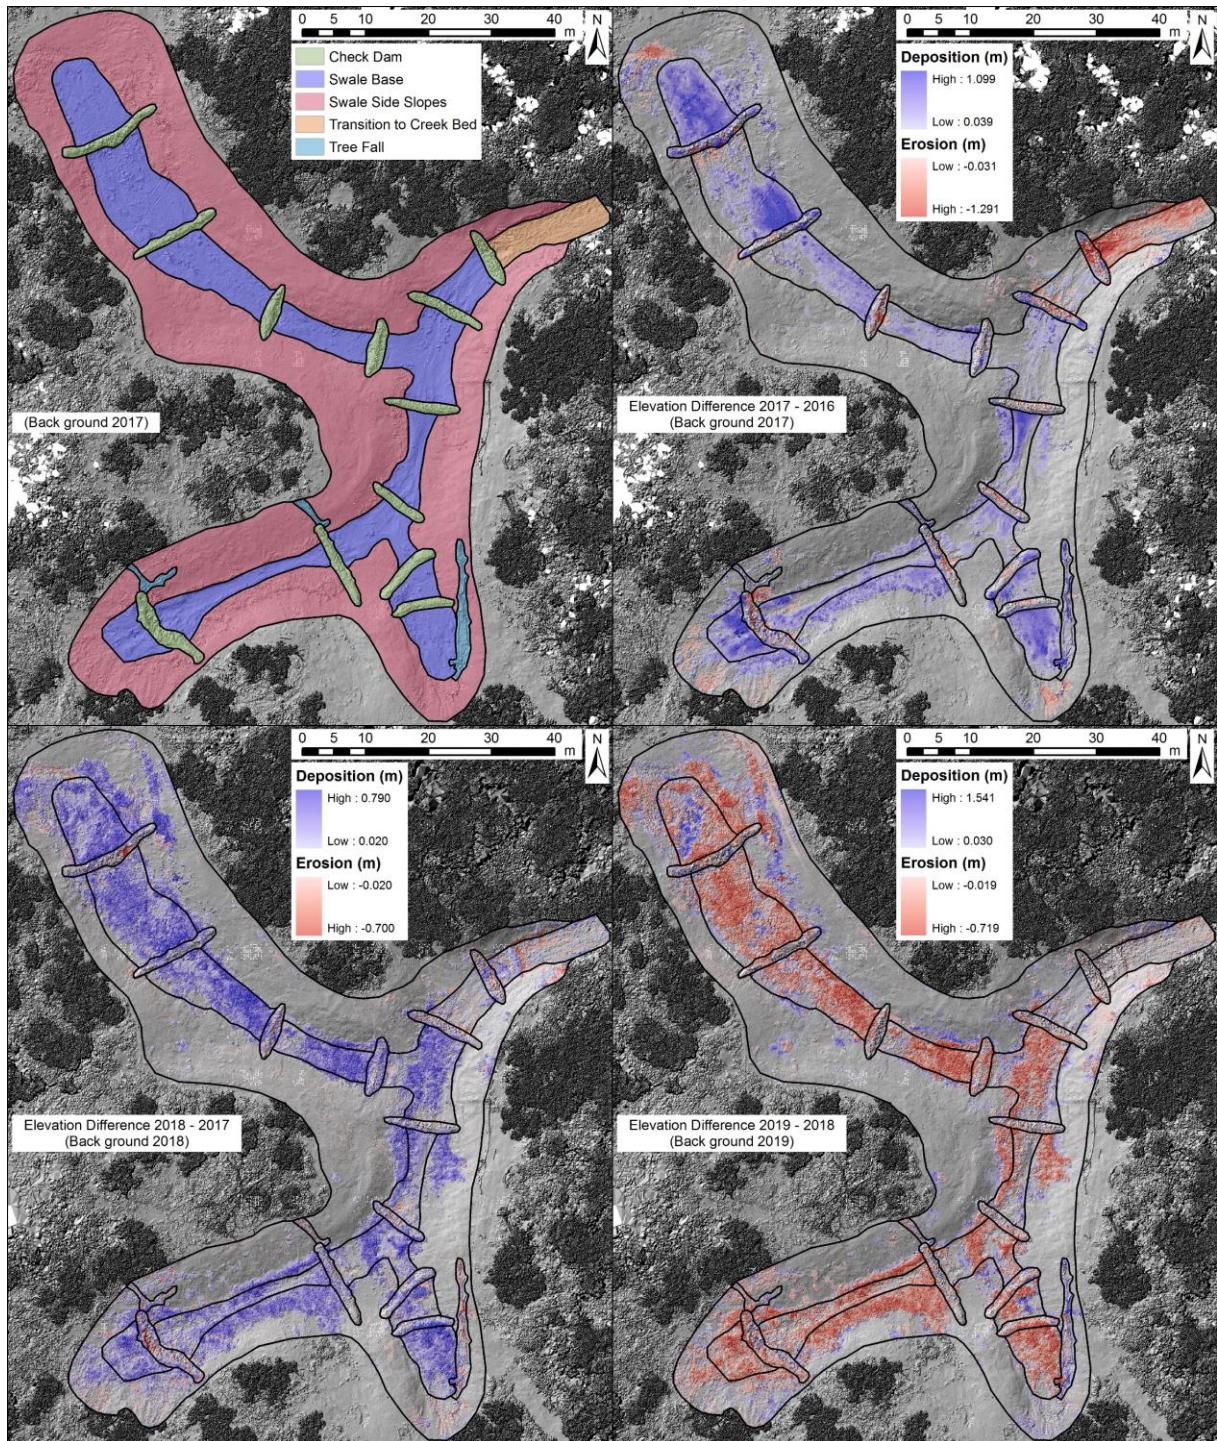 0 10 20 30 40
m
N
Check Dam
Swale Base
Swale Side Slopes
Transition to Creek Bed
Tree Fall
(Back ground 2017)
0 10 20 30 40
m
N
Deposition (m)
High : 1.099
Low : 0.039
Erosion (m)
Low : -0.031
High : -1.291
Elevation Difference 2017 - 2016
(Back ground 2017)
0 10 20 30 40
m
N
Deposition (m)
High : 0.790
Low : 0.020
Erosion (m)
Low : -0.020
High : -0.700
Elevation Difference 2018 - 2017
(Back ground 2018)
0 10 20 30 40
m
N
Deposition (m)
High : 1.541
Low : 0.030
Erosion (m)
Low : -0.019
High : -0.719
Elevation Difference 2019 - 2018
(Back ground 2019)